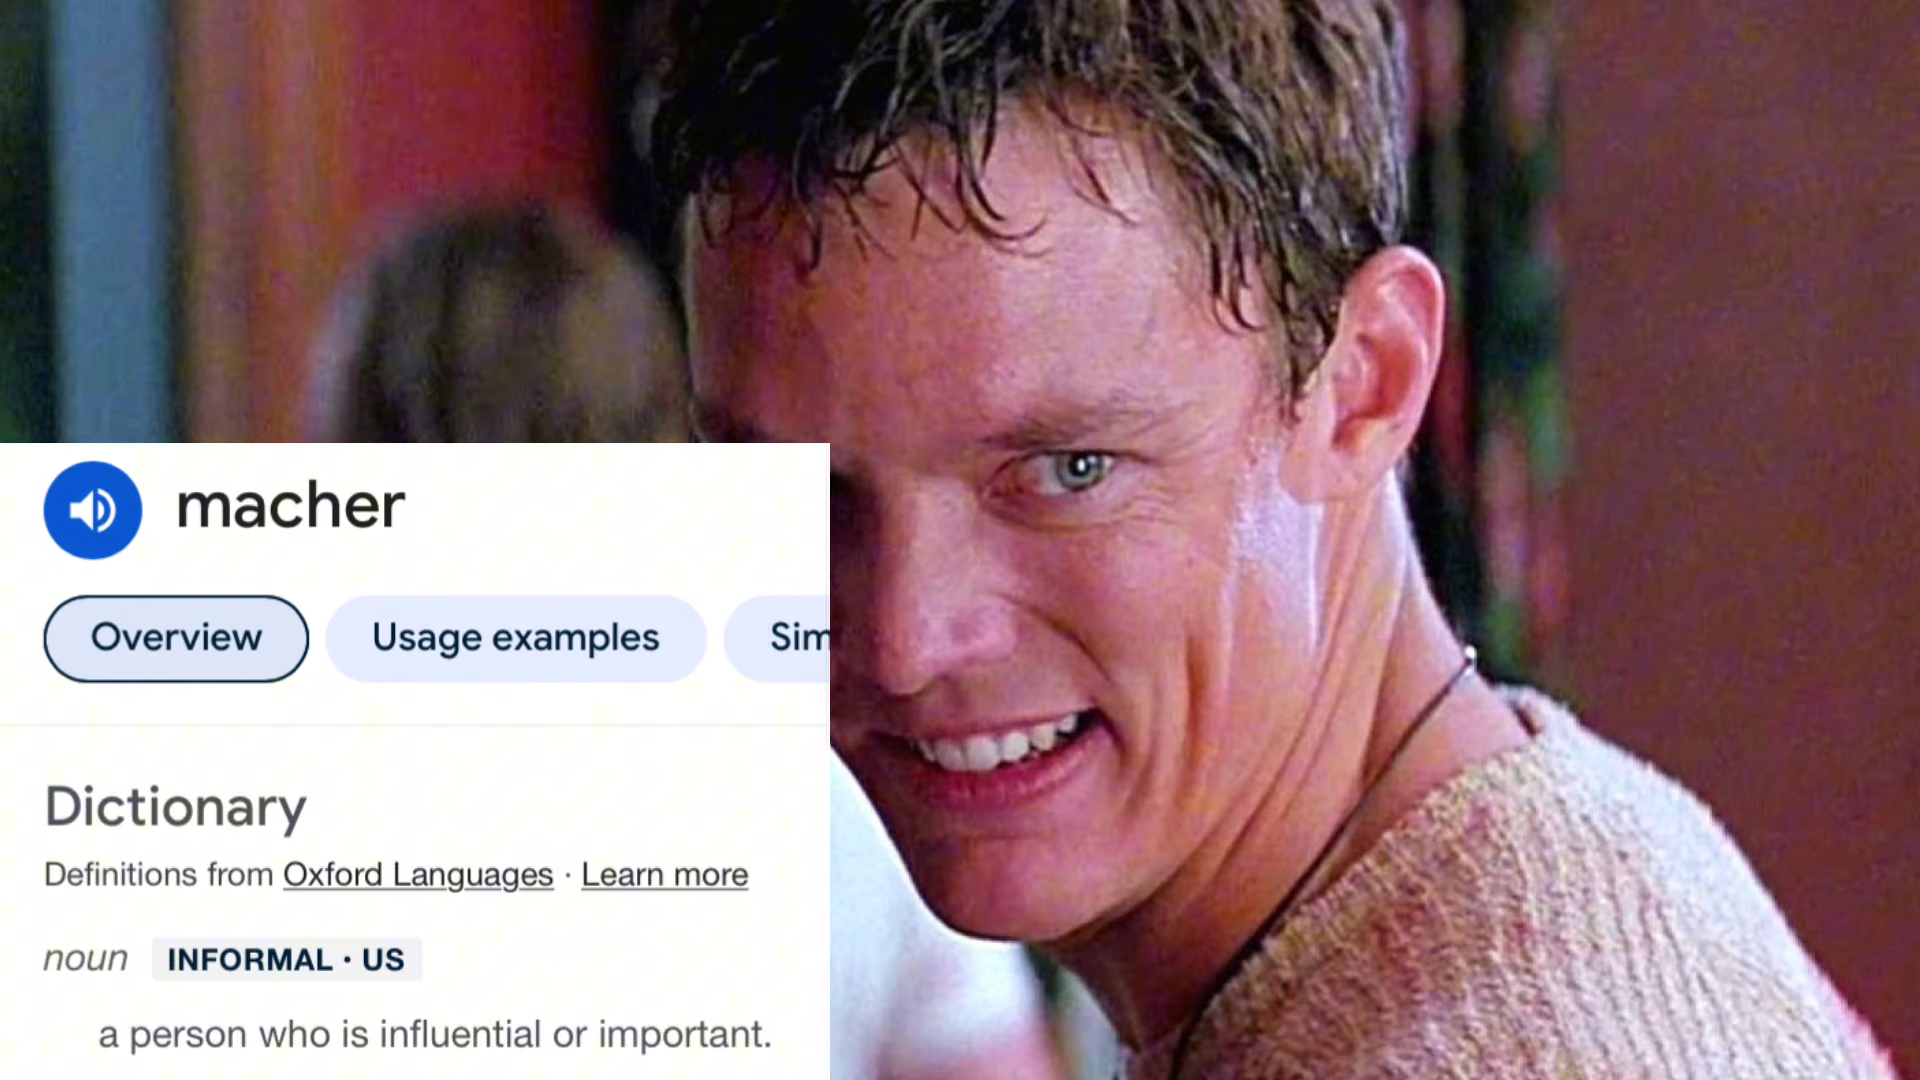 macher
Overview
Usage examples
Sim
Dictionary
Definitions from Oxford Languages · Learn more
noun INFORMAL · US
a person who is influential or important.